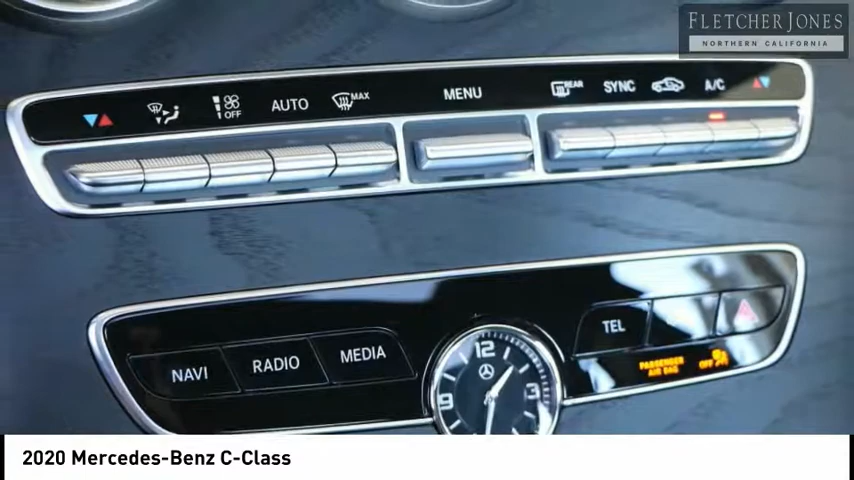 FLETCHER JONES
NORTHERN CALIFORNIA
OFF AUTO MAX MENU REAR SYNC A/C
NAVI RADIO MEDIA 12 3 9 TEL
PASSENGER AIR BAG OFF
2020 Mercedes-Benz C-Class